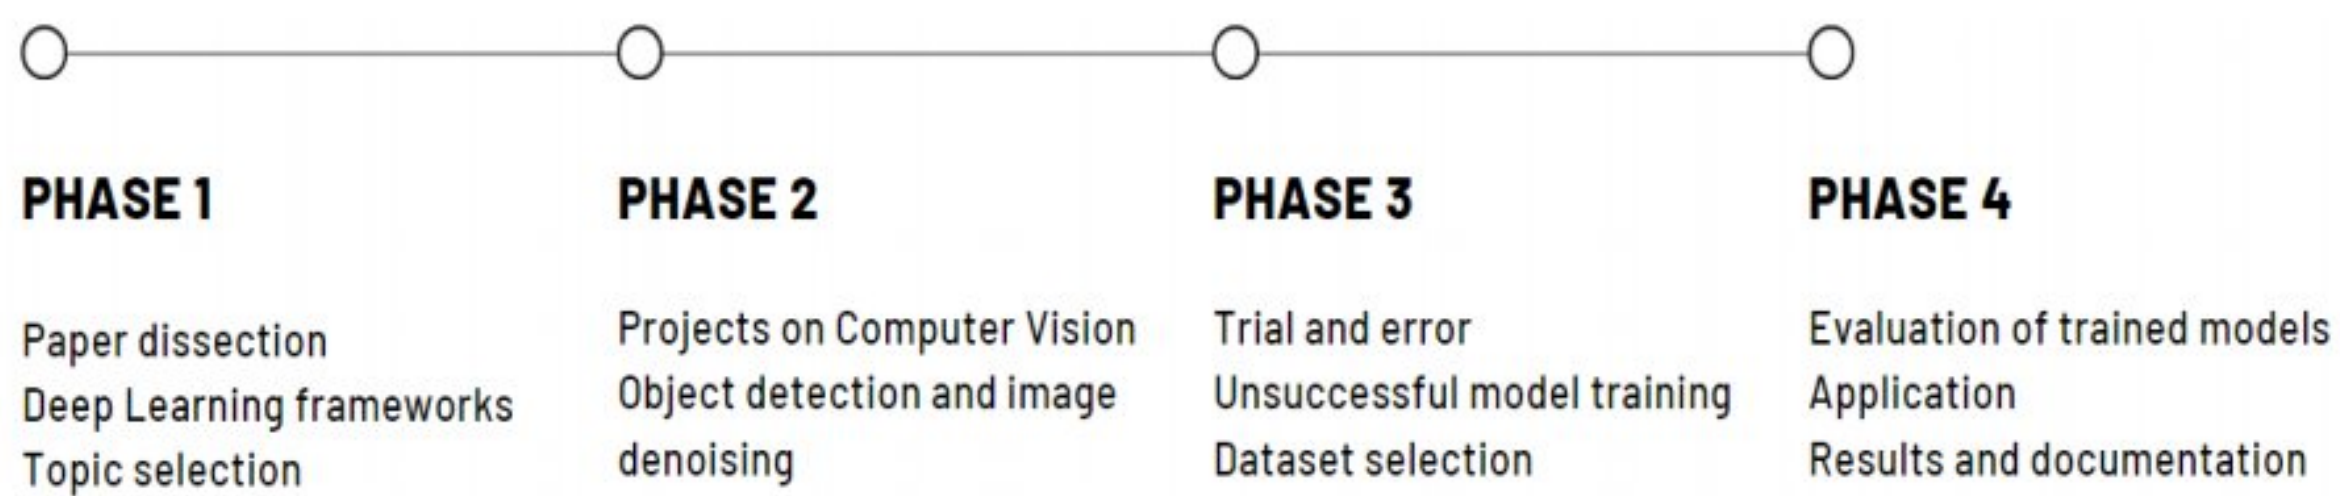 PHASE 1
Paper dissection
Deep Learning frameworks
Topic selection
PHASE 2
Projects on Computer Vision
Object detection and image
denoising
PHASE 3
Trial and error
Unsuccessful model training
Dataset selection
PHASE 4
Evaluation of trained models
Application
Results and documentation